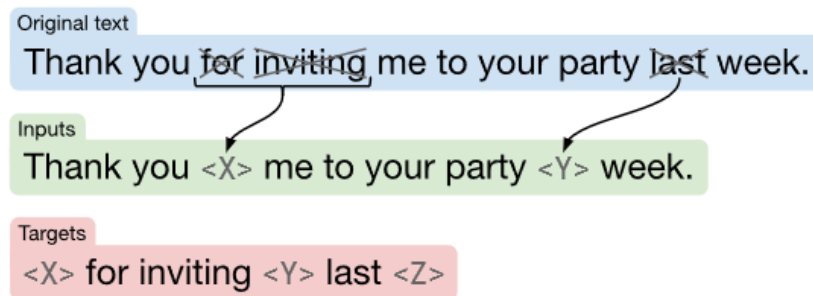 Original text
Thank you for inviting me to your party last week.
Inputs
Thank you <X> me to your party <Y> week.
Targets
<X> for inviting <Y> last <Z>